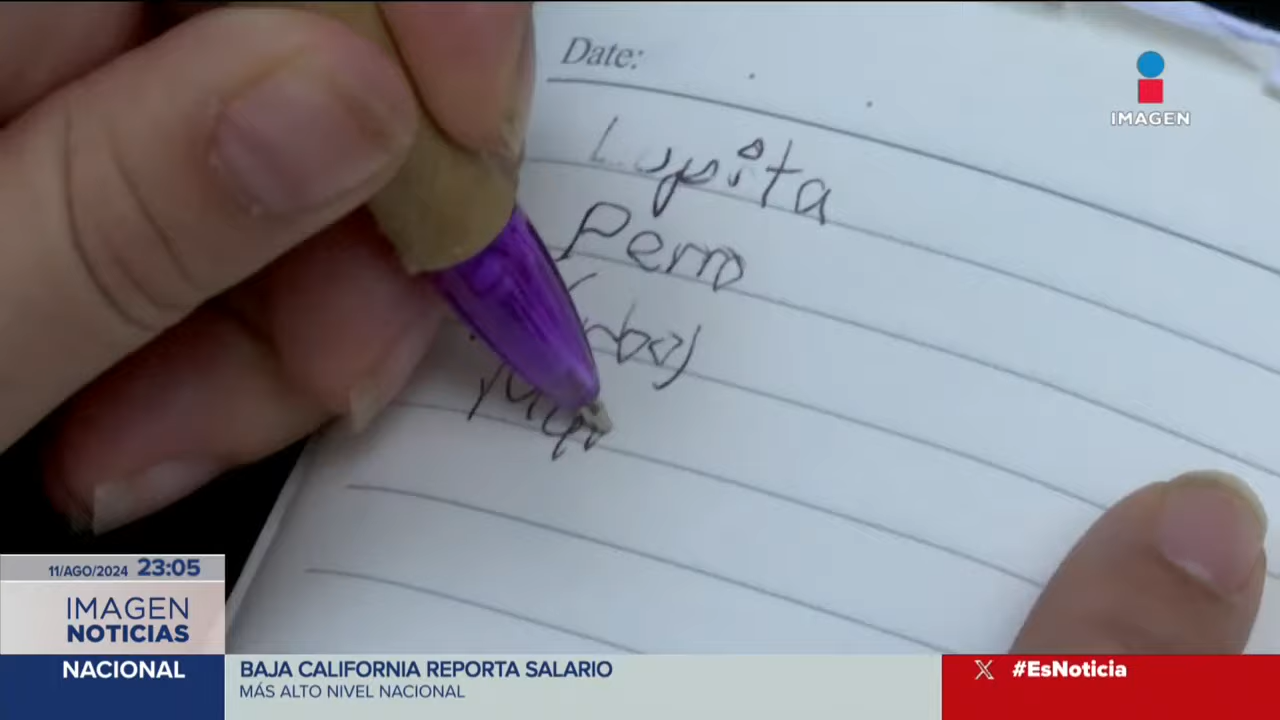 Date:
IMAGEN
Lupita
Perro
11/AGO/2024 23:05
IMAGEN
NOTICIAS
NACIONAL
BAJA CALIFORNIA REPORTA SALARIO
MÁS ALTO NIVEL NACIONAL
X #EsNoticia